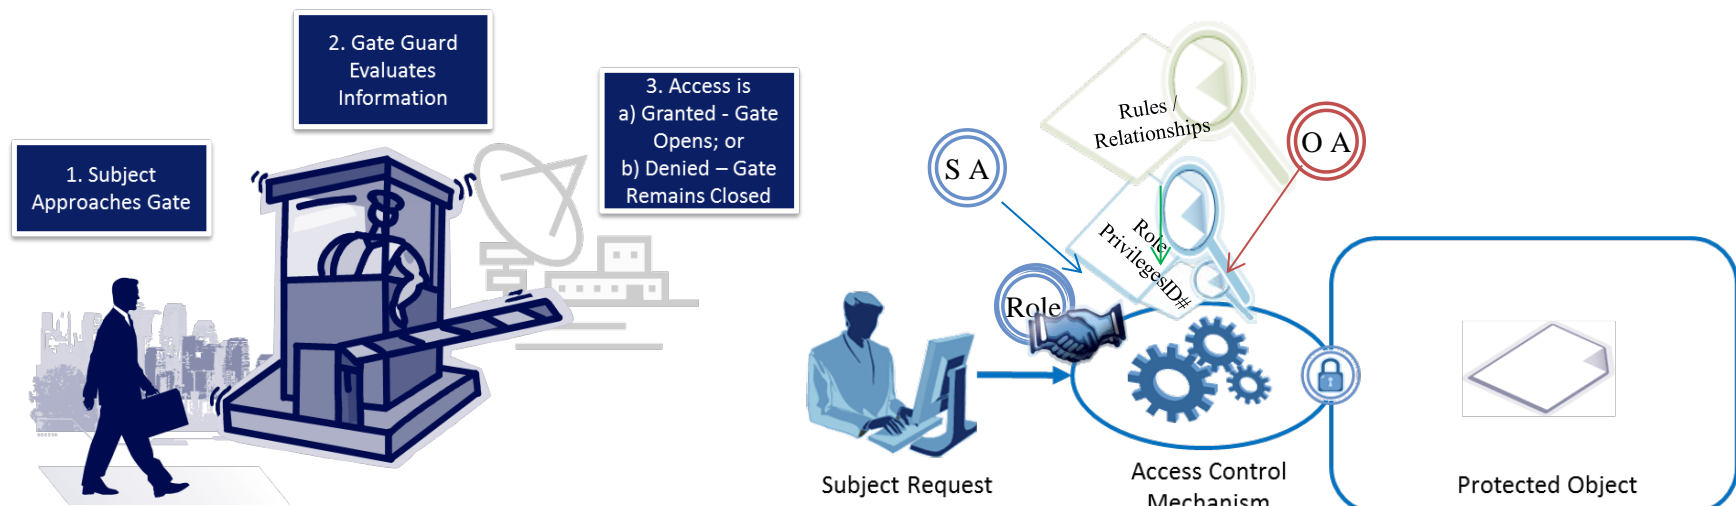 1. Subject
Approaches Gate
2. Gate Guard
Evaluates
Information
3. Access is
a) Granted - Gate
Opens; or
b) Denied – Gate
Remains Closed
Rules /
Relationships
S A
O A
Role
Privileges
ID#
Role
Subject Request
Access Control
Mechanism
Protected Object